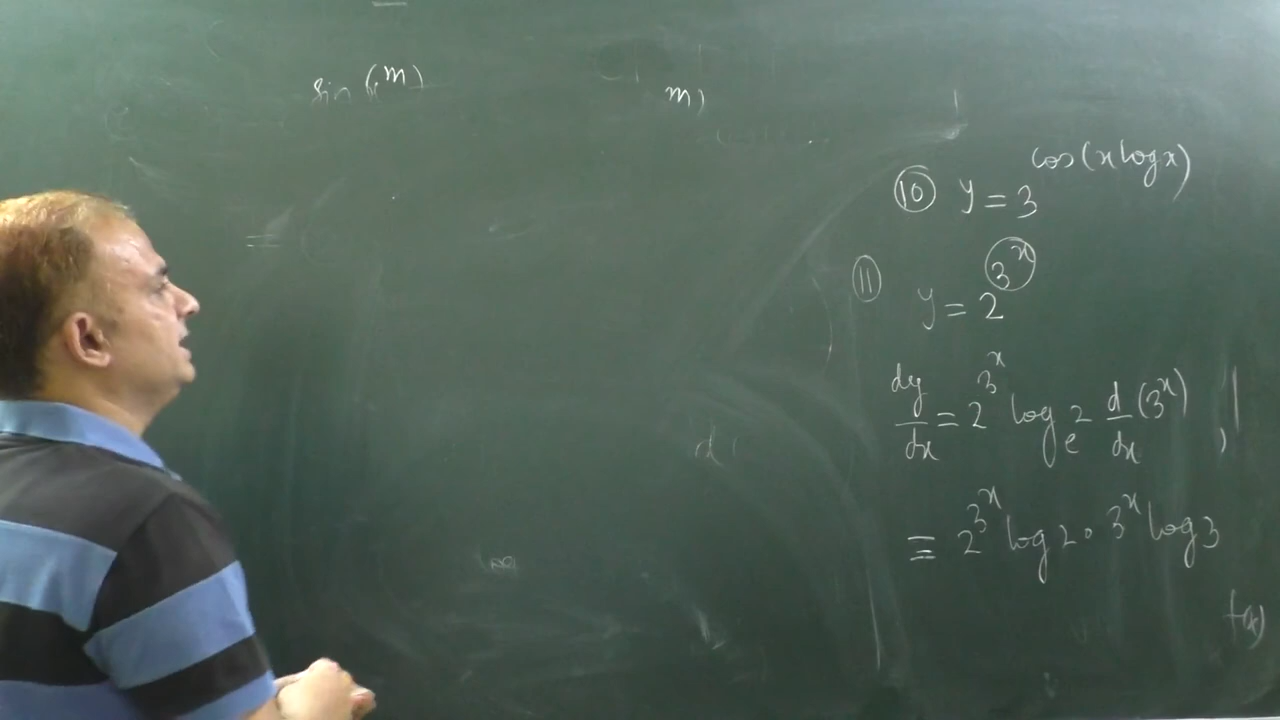 sin (m)
m)
=
⑩ y = 3^cos(x log x)
⑪ y = 2^3^x
dy/dx = 2^3^x log_e 2 d/dx (3^x)
d
= 2^3^x log 2 · 3^x log 3
f(x)